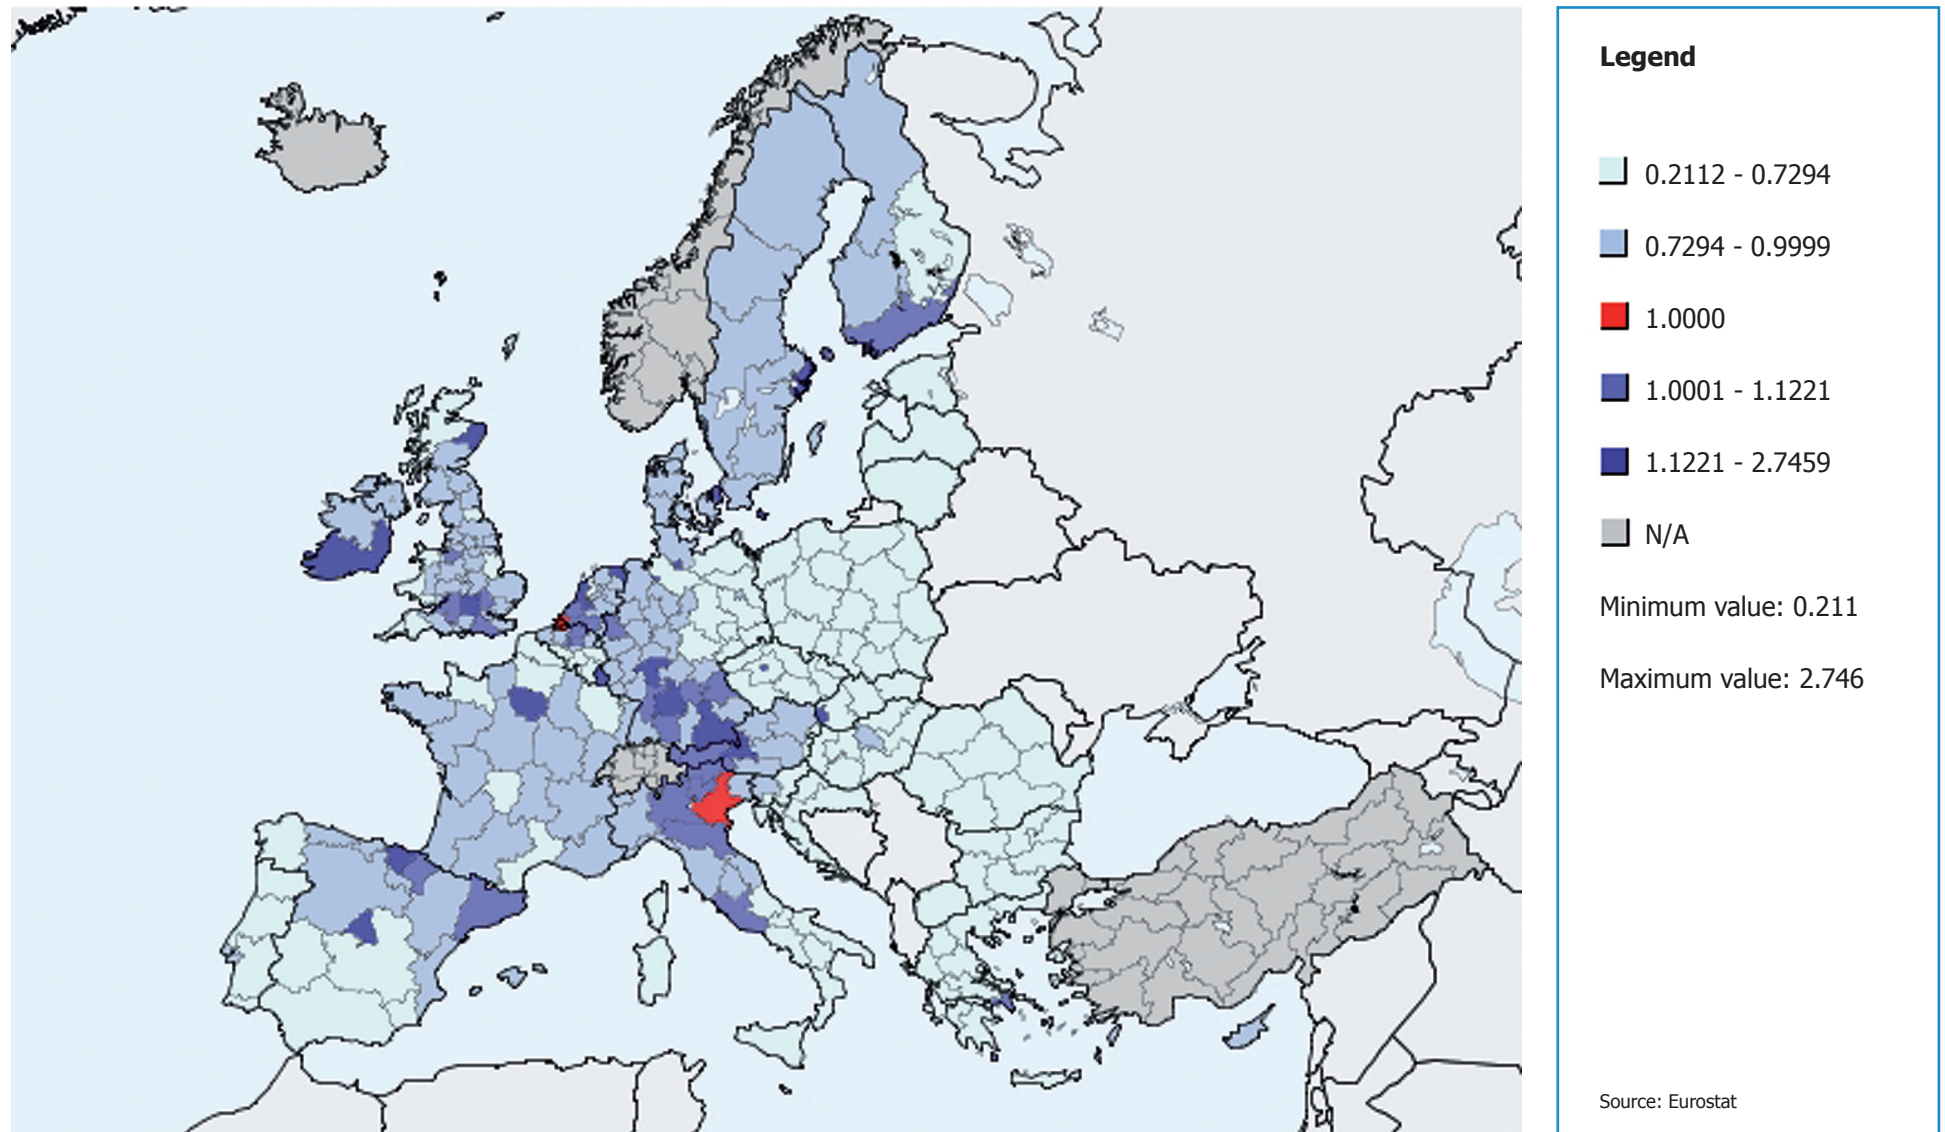 Legend
0.2112 - 0.7294
0.7294 - 0.9999
1.0000
1.0001 - 1.1221
1.1221 - 2.7459
N/A
Minimum value: 0.211
Maximum value: 2.746
Source: Eurostat